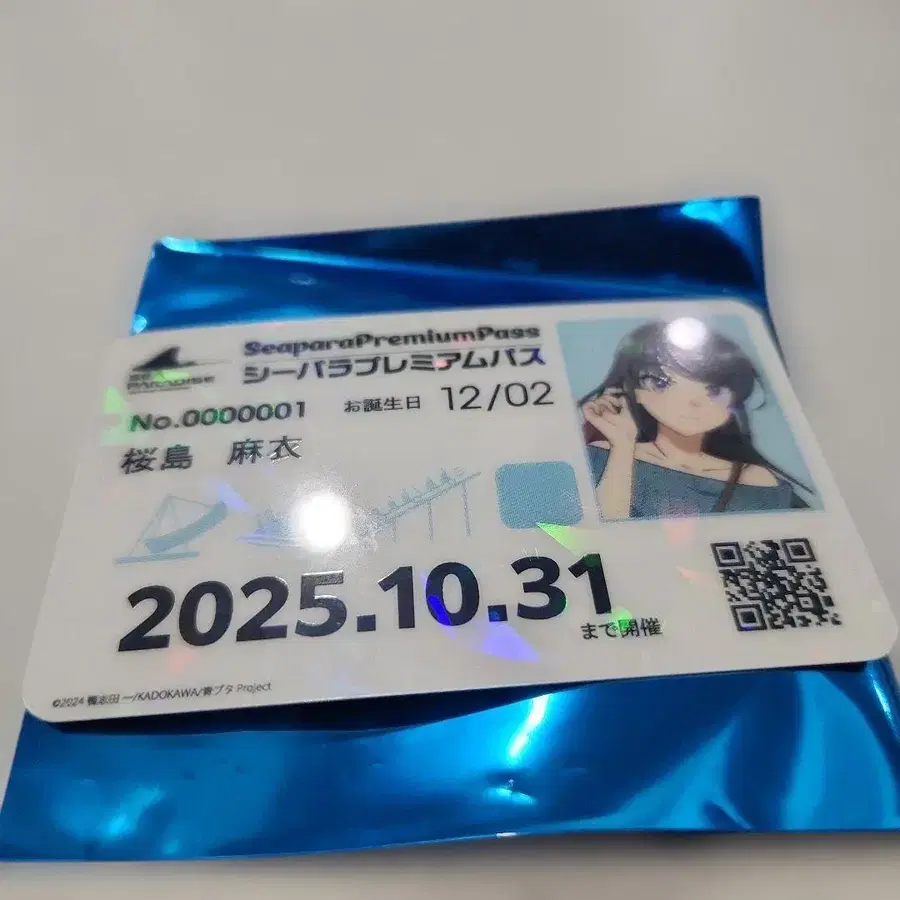 SEA PARADISE
SeaparaPremiumPass
シーパラプレミアムパス
No.0000001 お誕生日 12/02
桜島 麻衣
2025.10.31
まで開催
©2024 鴨志田 一/KADOKAWA/青ブタ Project